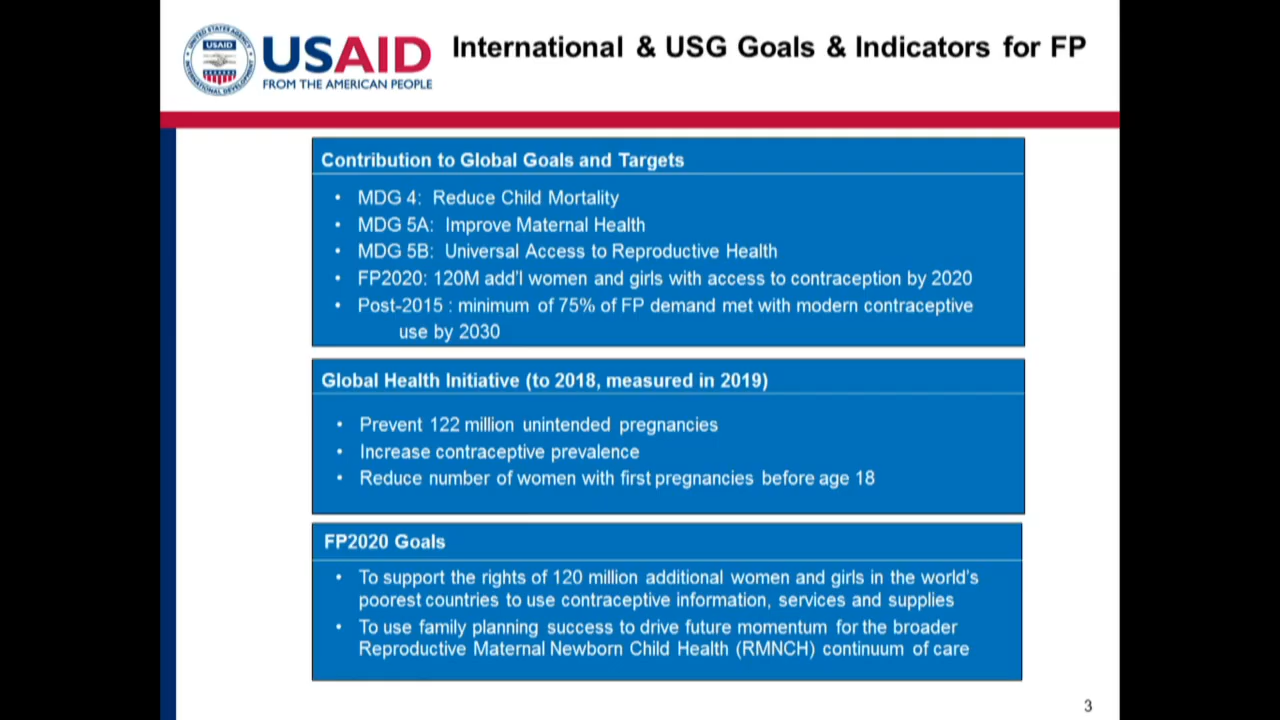 UNITED STATES AGENCY
USAID
INTERNATIONAL DEVELOPMENT
USAID
FROM THE AMERICAN PEOPLE
International & USG Goals & Indicators for FP
Contribution to Global Goals and Targets
• MDG 4: Reduce Child Mortality
• MDG 5A: Improve Maternal Health
• MDG 5B: Universal Access to Reproductive Health
• FP2020: 120M add'l women and girls with access to contraception by 2020
• Post-2015 : minimum of 75% of FP demand met with modern contraceptive
use by 2030
Global Health Initiative (to 2018, measured in 2019)
• Prevent 122 million unintended pregnancies
• Increase contraceptive prevalence
• Reduce number of women with first pregnancies before age 18
FP2020 Goals
• To support the rights of 120 million additional women and girls in the world's
poorest countries to use contraceptive information, services and supplies
• To use family planning success to drive future momentum for the broader
Reproductive Maternal Newborn Child Health (RMNCH) continuum of care
3